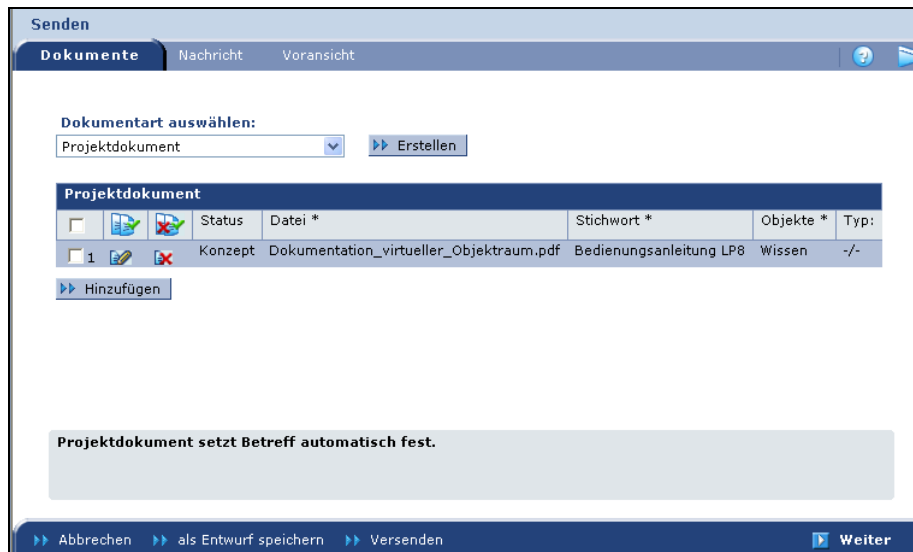 Senden
Dokumente Nachricht Voransicht
Dokumentart auswählen:
Projektdokument Erstellen
Projektdokument
Status Datei * Stichwort * Objekte * Typ:
1 Konzept Dokumentation_virtueller_Objektraum.pdf Bedienungsanleitung LP8 Wissen -/-
Hinzufügen
Projektdokument setzt Betreff automatisch fest.
Abbrechen als Entwurf speichern Versenden Weiter